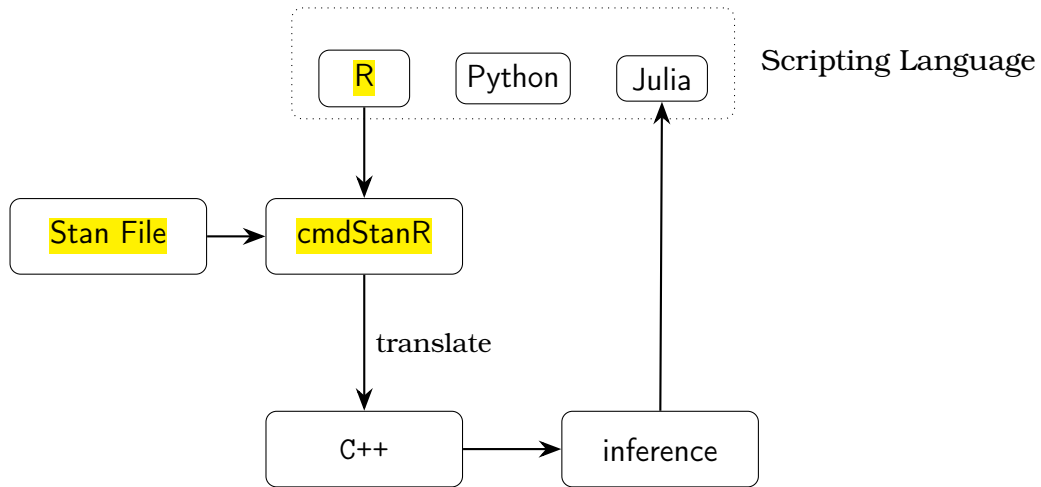 Scripting Language
R
Python
Julia
Stan File
cmdStanR
translate
C++
inference